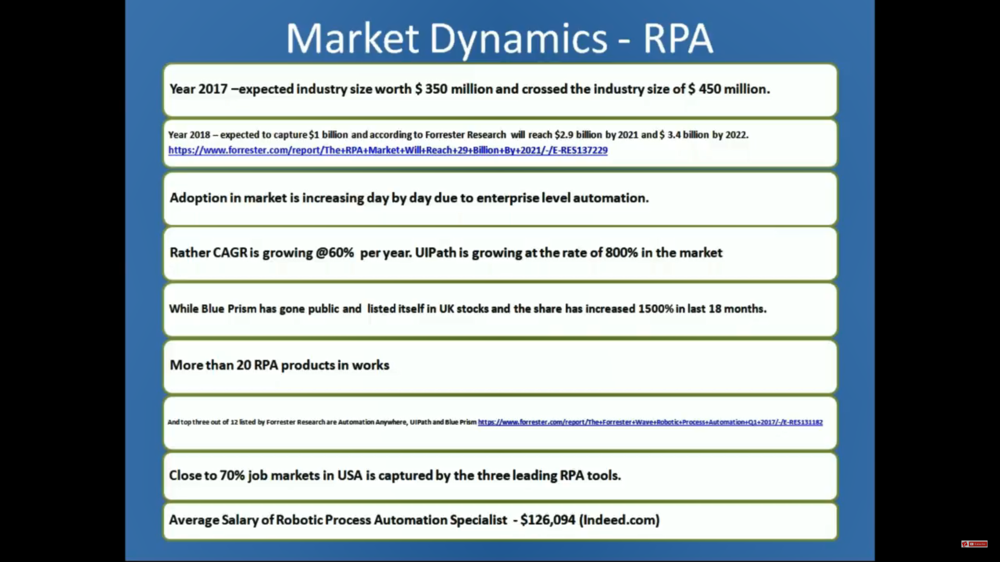 Market Dynamics - RPA
Year 2017 –expected industry size worth $ 350 million and crossed the industry size of $ 450 million.
Year 2018 – expected to capture $1 billion and according to Forrester Research will reach $2.9 billion by 2021 and $ 3.4 billion by 2022.
https://www.forrester.com/report/The+RPA+Market+Will+Reach+29+Billion+By+2021/-/E-RES137229
Adoption in market is increasing day by day due to enterprise level automation.
Rather CAGR is growing @60% per year. UIPath is growing at the rate of 800% in the market
While Blue Prism has gone public and listed itself in UK stocks and the share has increased 1500% in last 18 months.
More than 20 RPA products in works
And top three out of 12 listed by Forrester Research are Automation Anywhere, UIPath and Blue Prism https://www.forrester.com/report/The+Forrester+Wave+Robotic+Process+Automation+Q1+2017/-/E-RES131182
Close to 70% job markets in USA is captured by the three leading RPA tools.
Average Salary of Robotic Process Automation Specialist - $126,094 (Indeed.com)